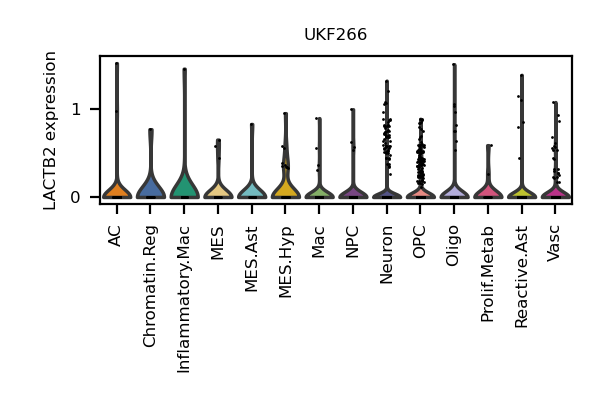 UKF266
LACTB2 expression
1
0
AC
Chromatin.Reg
Inflammatory.Mac
MES
MES.Ast
MES.Hyp
Mac
NPC
Neuron
OPC
Oligo
Prolif.Metab
Reactive.Ast
Vasc